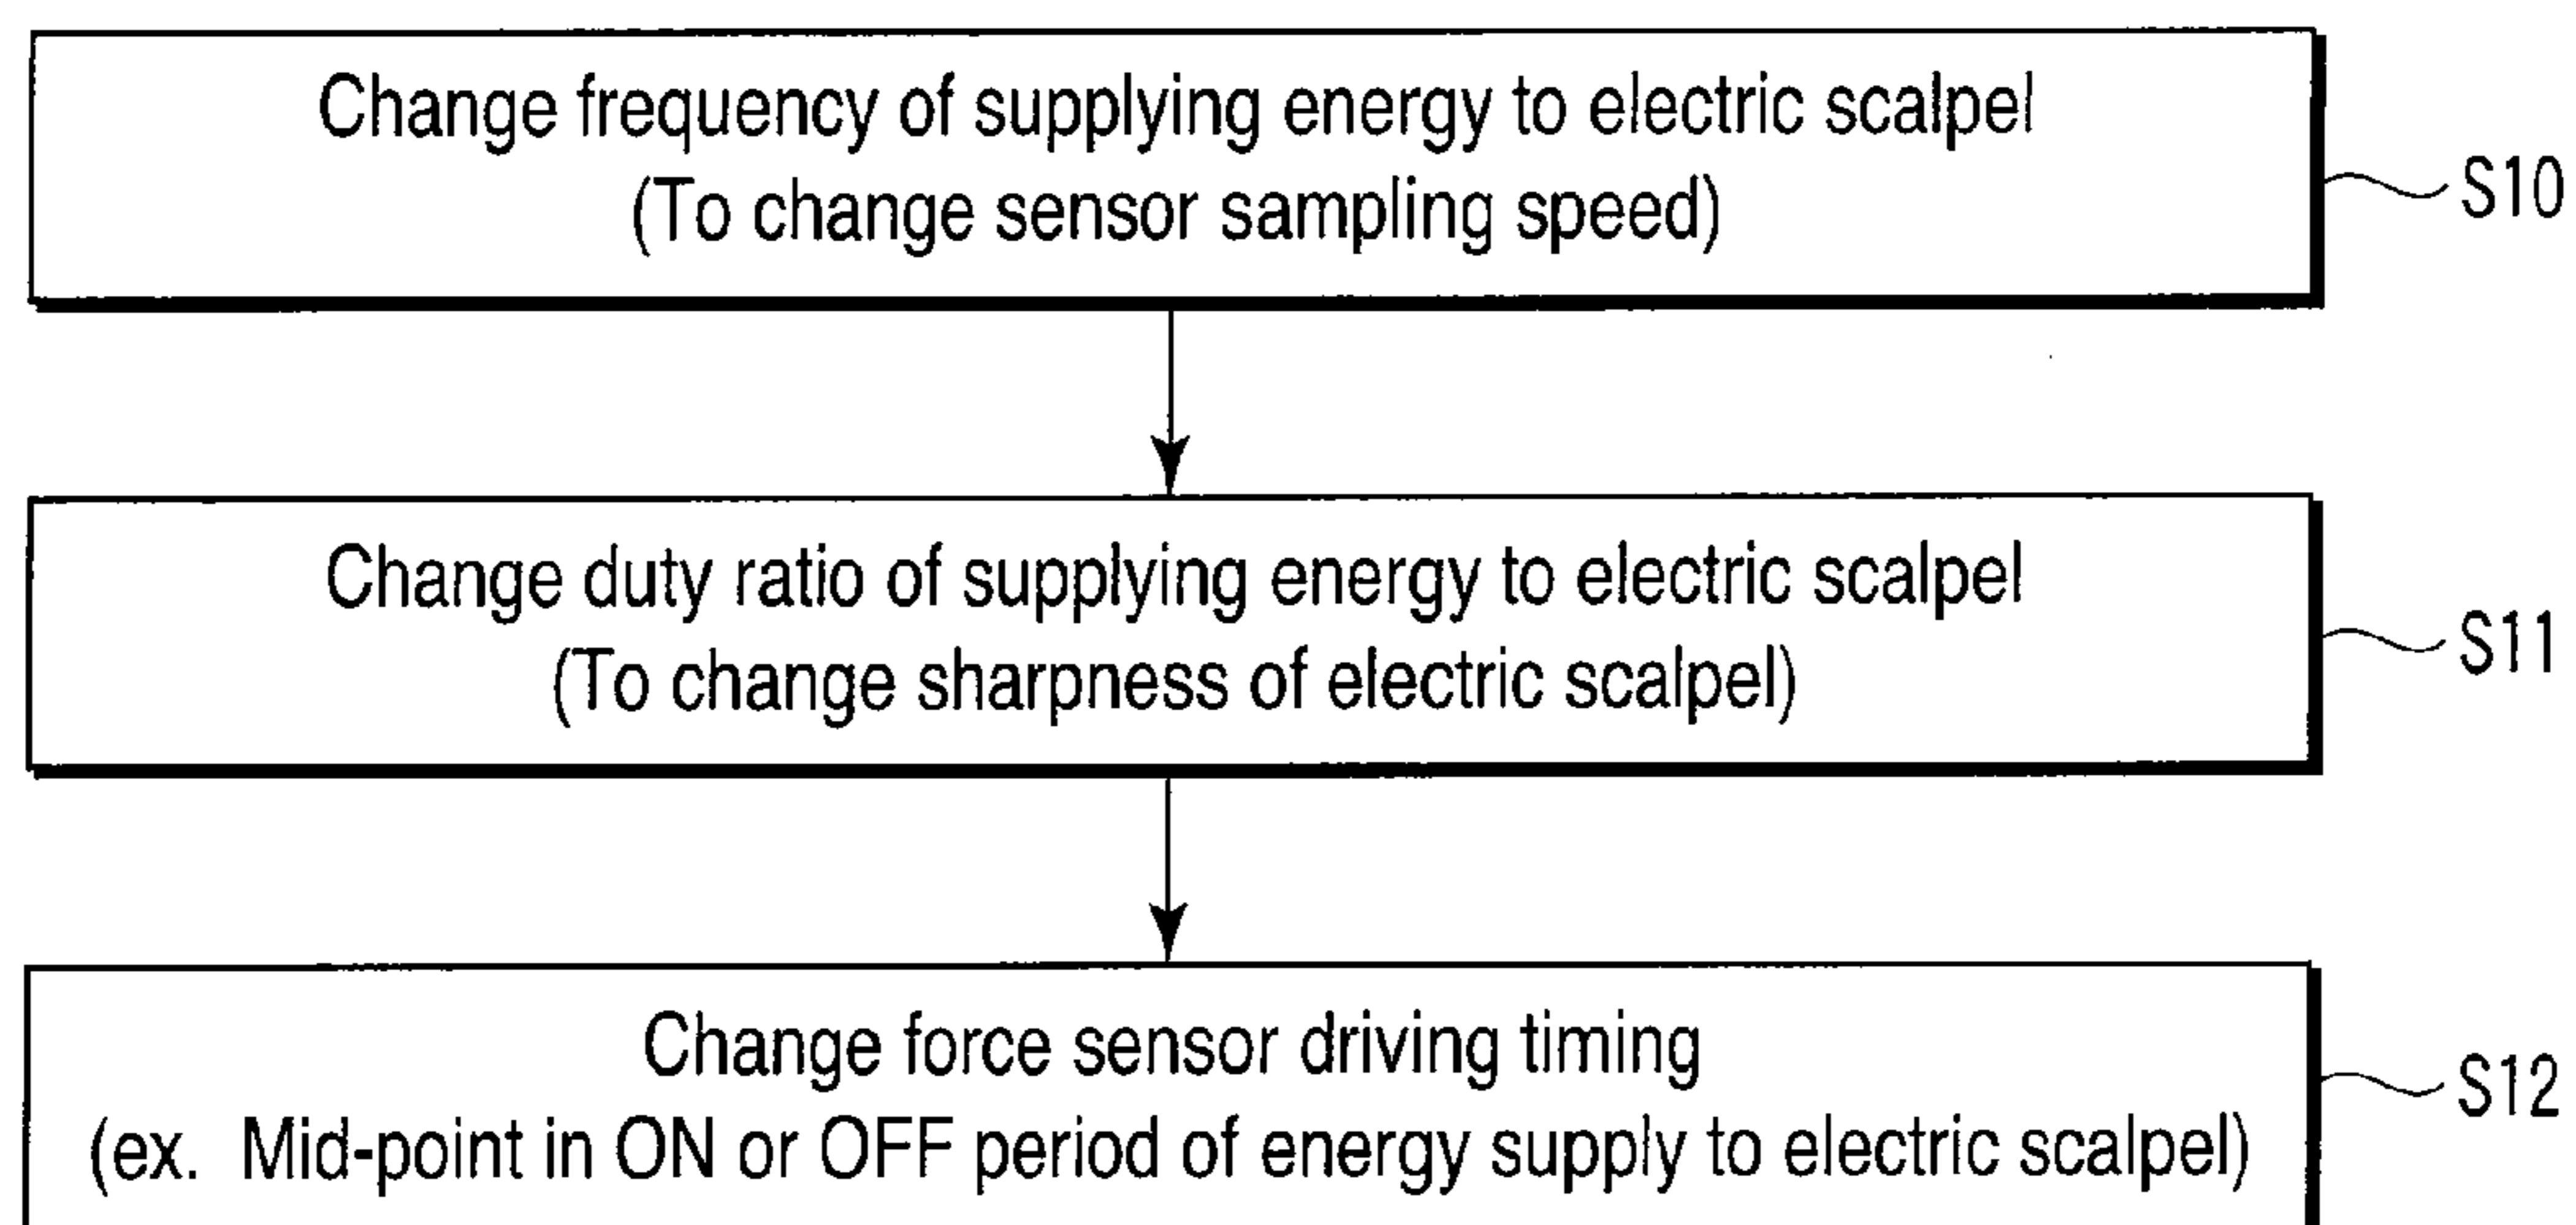 Change frequency of supplying energy to electric scalpel
(To change sensor sampling speed)
S10
Change duty ratio of supplying energy to electric scalpel
(To change sharpness of electric scalpel)
S11
Change force sensor driving timing
(ex. Mid-point in ON or OFF period of energy supply to electric scalpel)
S12